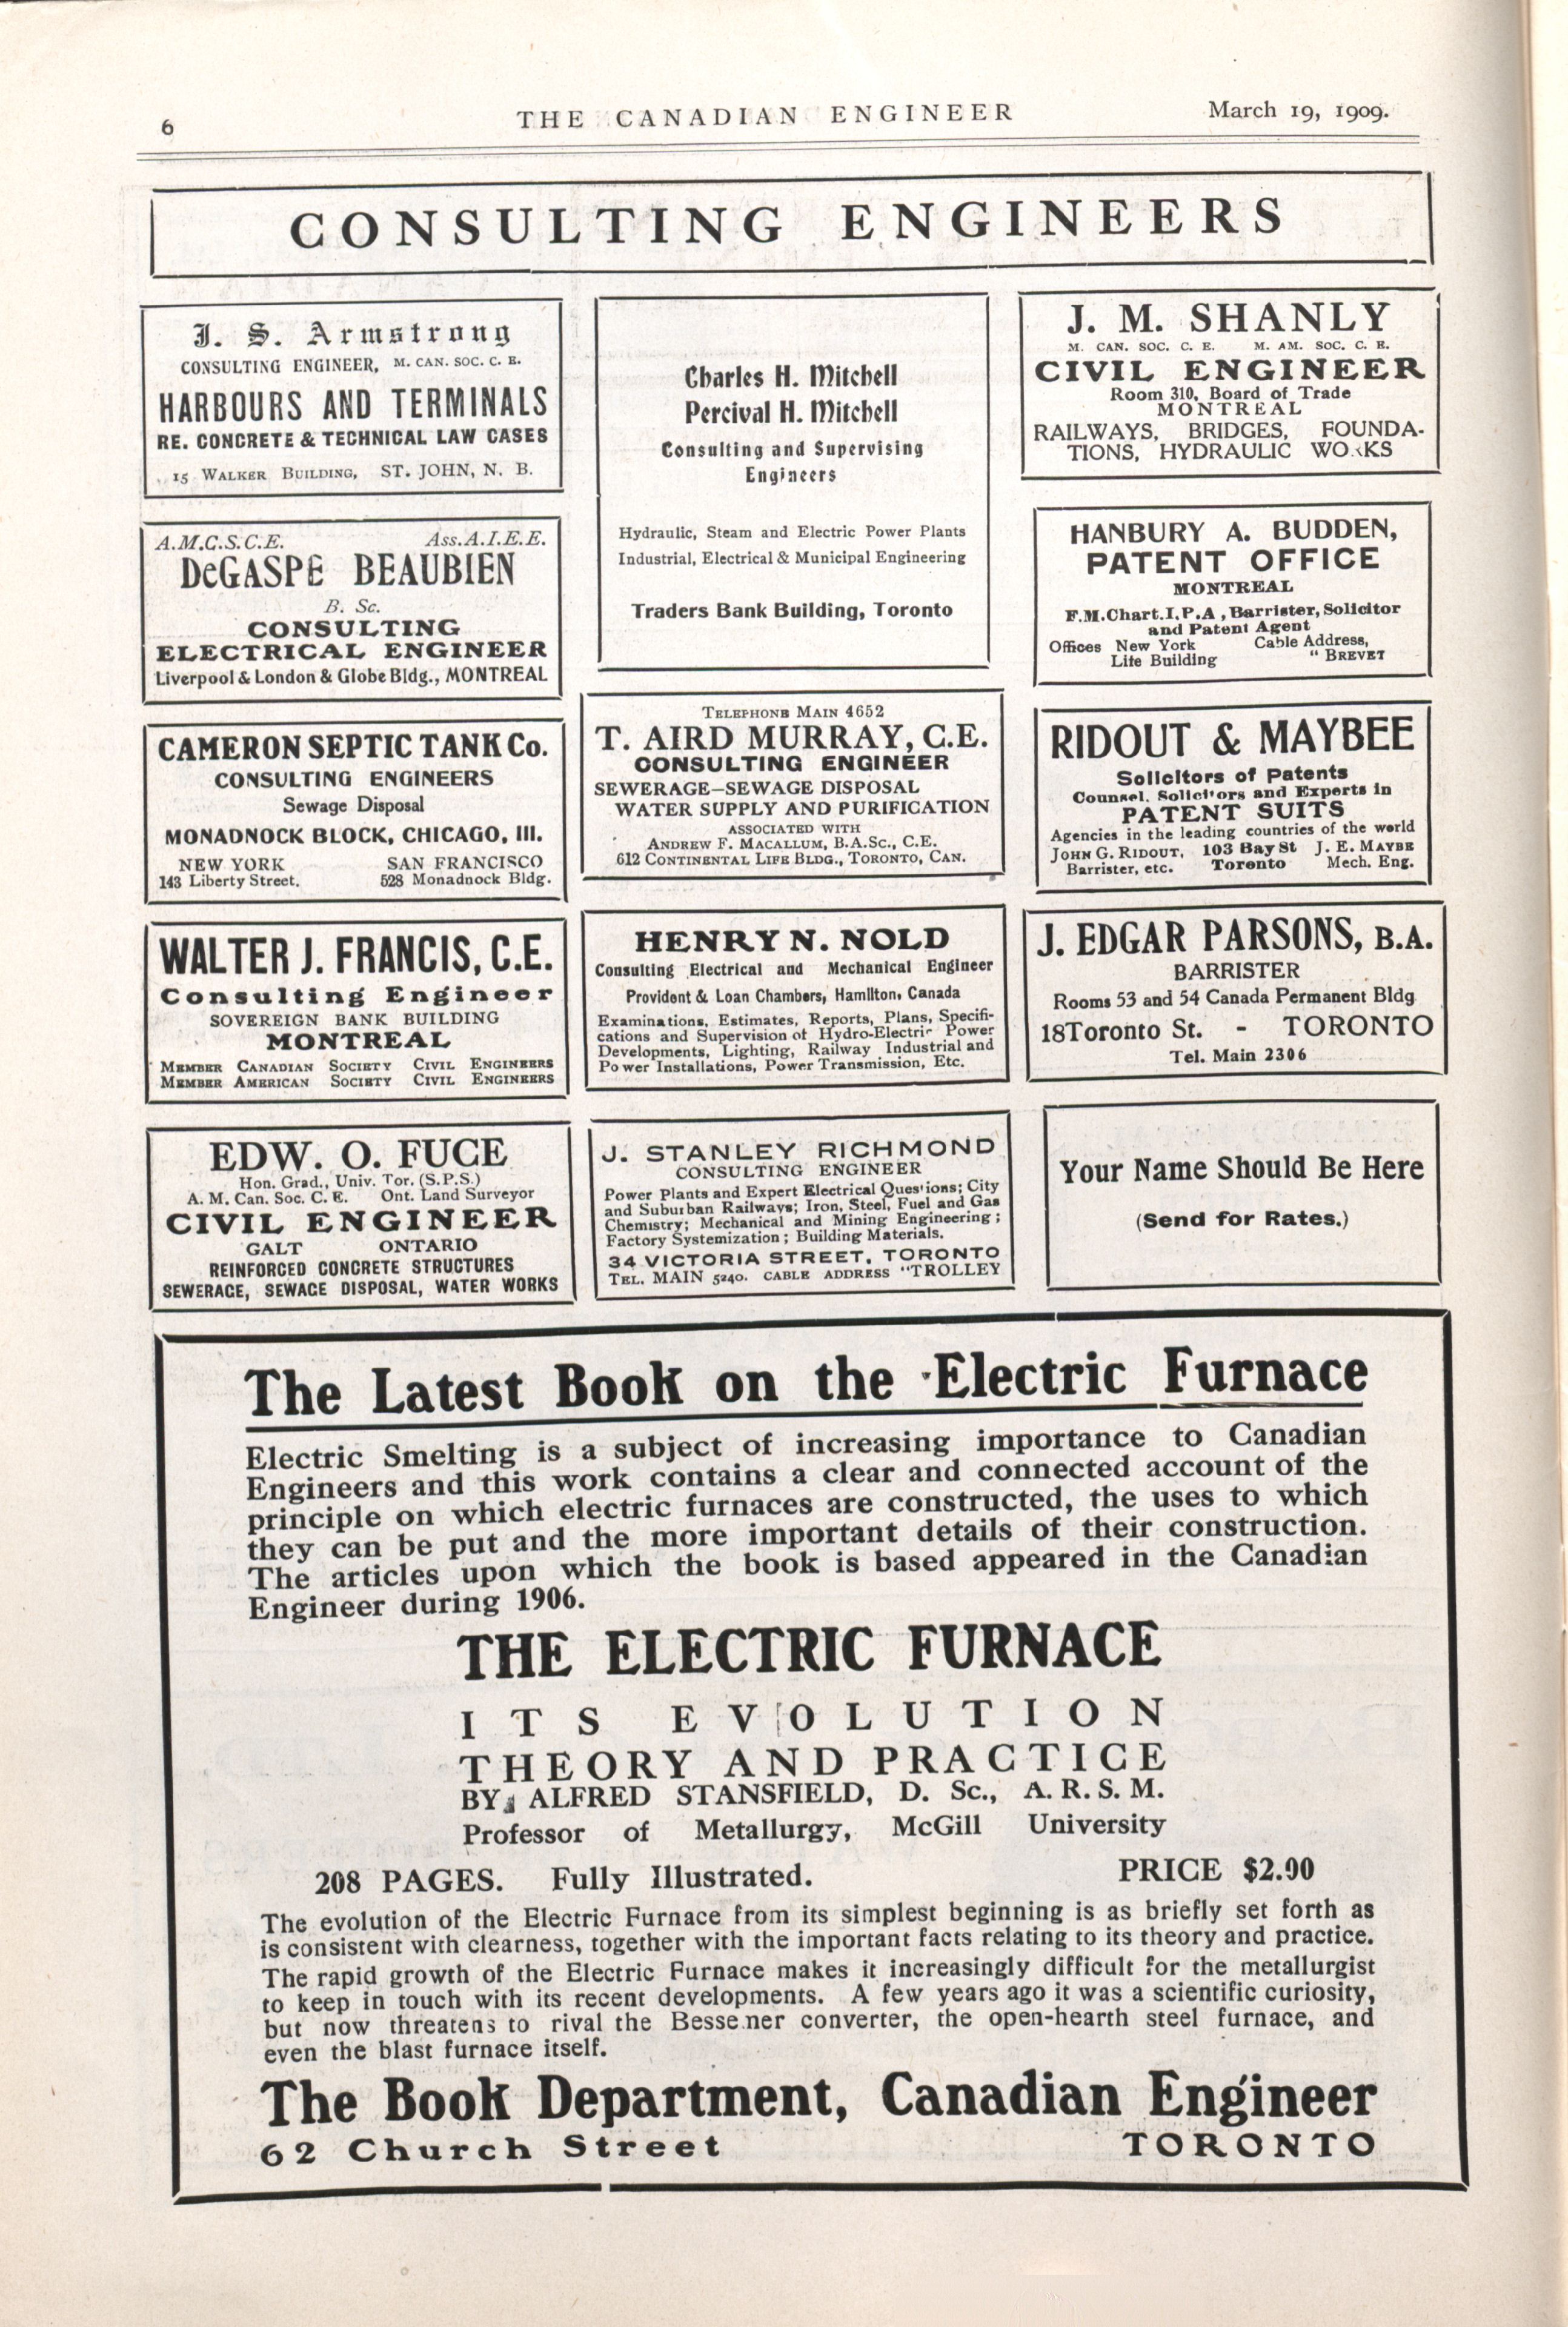 6
THE CANADIAN ENGINEER
March 19, 1909.
CONSULTING ENGINEERS
J. S. Armstrong
CONSULTING ENGINEER, M. CAN. SOC. C. E.
HARBOURS AND TERMINALS
RE. CONCRETE & TECHNICAL LAW CASES
15 WALKER BUILDING, ST. JOHN, N. B.
A.M.C.S.C.E. Ass.A.I.E.E.
DeGASPÉ BEAUBIEN
B. Sc.
CONSULTING
ELECTRICAL ENGINEER
Liverpool & London & Globe Bldg., MONTREAL
CAMERON SEPTIC TANK Co.
CONSULTING ENGINEERS
Sewage Disposal
MONADNOCK BLOCK, CHICAGO, Ill.
NEW YORK SAN FRANCISCO
143 Liberty Street. 528 Monadnock Bldg.
WALTER J. FRANCIS, C.E.
Consulting Engineer
SOVEREIGN BANK BUILDING
MONTREAL
MEMBER CANADIAN SOCIETY CIVIL ENGINEERS
MEMBER AMERICAN SOCIETY CIVIL ENGINEERS
EDW. O. FUCE
Hon. Grad., Univ. Tor. (S.P.S.)
A. M. Can. Soc. C. E. Ont. Land Surveyor
CIVIL ENGINEER
GALT ONTARIO
REINFORCED CONCRETE STRUCTURES
SEWERAGE, SEWAGE DISPOSAL, WATER WORKS
Charles H. Mitchell
Percival H. Mitchell
Consulting and Supervising
Engineers
Hydraulic, Steam and Electric Power Plants
Industrial, Electrical & Municipal Engineering
Traders Bank Building, Toronto
TELEPHONE MAIN 4652
T. AIRD MURRAY, C.E.
CONSULTING ENGINEER
SEWERAGE—SEWAGE DISPOSAL
WATER SUPPLY AND PURIFICATION
ASSOCIATED WITH
ANDREW F. MACALLUM, B.A.Sc., C.E.
612 CONTINENTAL LIFE BLDG., TORONTO, CAN.
HENRY N. NOLD
Consulting Electrical and Mechanical Engineer
Provident & Loan Chambers, Hamilton, Canada
Examinations, Estimates, Reports, Plans, Specifi-
cations and Supervision of Hydro-Electric Power
Developments, Lighting, Railway Industrial and
Power Installations, Power Transmission, Etc.
J. STANLEY RICHMOND
CONSULTING ENGINEER
Power Plants and Expert Electrical Questions; City
and Suburban Railways; Iron, Steel, Fuel and Gas
Chemistry; Mechanical and Mining Engineering;
Factory Systemization; Building Materials.
34 VICTORIA STREET, TORONTO
TEL. MAIN 5240. CABLE ADDRESS "TROLLEY
J. M. SHANLY
M. CAN. SOC. C. E. M. AM. SOC. C. E.
CIVIL ENGINEER
Room 310, Board of Trade
MONTREAL
RAILWAYS, BRIDGES, FOUNDA-
TIONS, HYDRAULIC WORKS
HANBURY A. BUDDEN,
PATENT OFFICE
MONTREAL
F.M.Chart.I.P.A, Barrister, Solicitor
and Patent Agent
Offices New York Cable Address,
Life Building "BREVET
RIDOUT & MAYBEE
Solicitors of Patents
Counsel, Solicitors and Experts in
PATENT SUITS
Agencies in the leading countries of the world
JOHN G. RIDOUT, 103 Bay St J. E. MAYBE
Barrister, etc. Toronto Mech. Eng.
J. EDGAR PARSONS, B.A.
BARRISTER
Rooms 53 and 54 Canada Permanent Bldg
18 Toronto St. - TORONTO
Tel. Main 2306
Your Name Should Be Here
(Send for Rates.)
The Latest Book on the Electric Furnace
Electric Smelting is a subject of increasing importance to Canadian
Engineers and this work contains a clear and connected account of the
principle on which electric furnaces are constructed, the uses to which
they can be put and the more important details of their construction.
The articles upon which the book is based appeared in the Canadian
Engineer during 1906.
THE ELECTRIC FURNACE
ITS EVOLUTION
THEORY AND PRACTICE
BY ALFRED STANSFIELD, D. Sc., A. R. S. M.
Professor of Metallurgy, McGill University
208 PAGES. Fully Illustrated. PRICE $2.00
The evolution of the Electric Furnace from its simplest beginning is as briefly set forth as
is consistent with clearness, together with the important facts relating to its theory and practice.
The rapid growth of the Electric Furnace makes it increasingly difficult for the metallurgist
to keep in touch with its recent developments. A few years ago it was a scientific curiosity,
but now threatens to rival the Bessemer converter, the open-hearth steel furnace, and
even the blast furnace itself.
The Book Department, Canadian Engineer
62 Church Street TORONTO